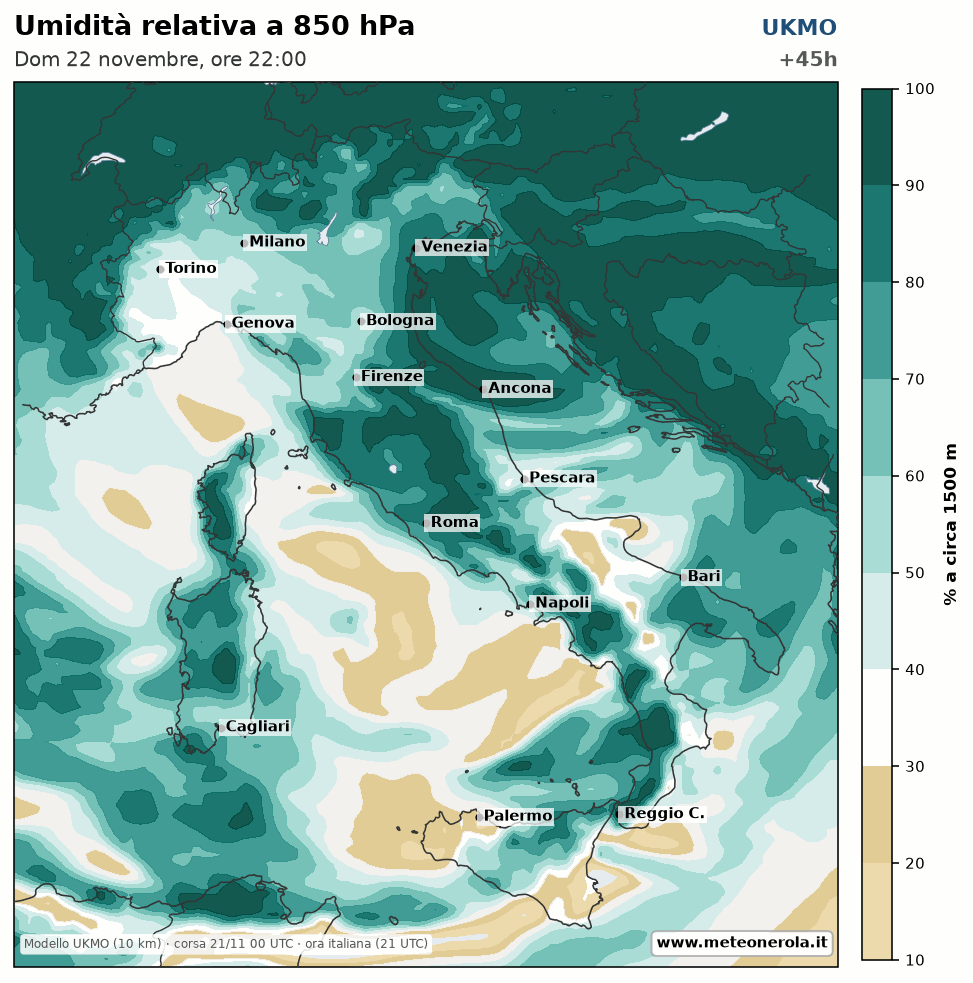 Umidità relativa a 850 hPa
UKMO
Dom 22 novembre, ore 22:00
+45h
100
90
80
70
60
50
40
30
20
10
% a circa 1500 m
Milano
Venezia
Torino
Genova
Bologna
Firenze
Ancona
Pescara
Roma
Bari
Napoli
Cagliari
Palermo
Reggio C.
Modello UKMO (10 km) · corsa 21/11 00 UTC · ora italiana (21 UTC)
www.meteonerola.it